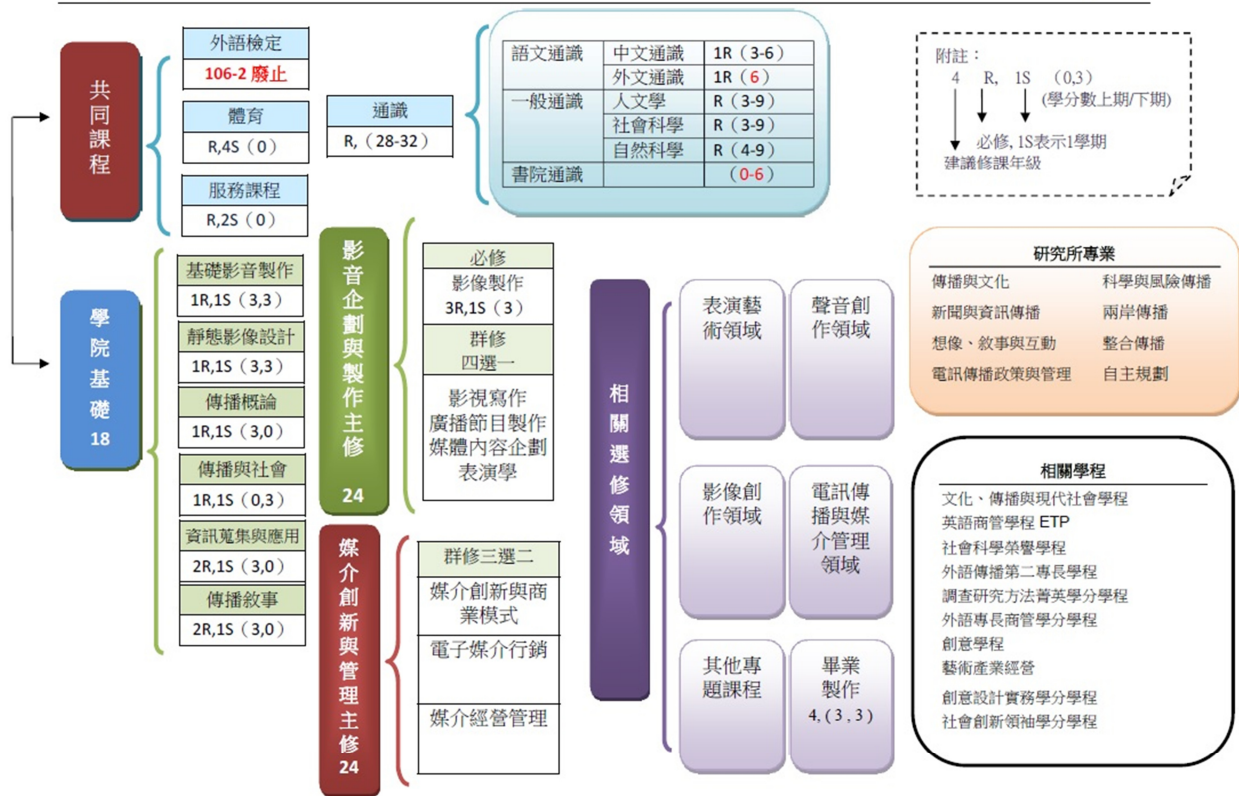 共同課程
外語檢定
106-2 廢止
體育
R,4S（0）
服務課程
R,2S（0）
通識
R,（28-32）
語文通識 中文通識 1R（3-6）
外文通識 1R（6）
一般通識 人文學 R（3-9）
社會科學 R（3-9）
自然科學 R（4-9）
書院通識 （0-6）
附註：
4 R, 1S （0,3）
(學分數上期/下期)
必修, 1S表示1學期
建議修課年級
學院基礎
18
基礎影音製作
1R,1S（3,3）
靜態影像設計
1R,1S（3,3）
傳播概論
1R,1S（3,0）
傳播與社會
1R,1S（0,3）
資訊蒐集與應用
2R,1S（3,0）
傳播敘事
2R,1S（3,0）
影音企劃與製作主修
24
必修
影像製作
3R,1S（3）
群修
四選一
影視寫作
廣播節目製作
媒體內容企劃
表演學
媒介創新與管理主修
24
群修三選二
媒介創新與商
業模式
電子媒介行銷
媒介經營管理
相關選修領域
表演藝
術領域
聲音創
作領域
影像創
作領域
電訊傳
播與媒
介管理
領域
其他專
題課程
畢業
製作
4,(3,3)
研究所專業
傳播與文化 科學與風險傳播
新聞與資訊傳播 兩岸傳播
想像、敘事與互動 整合傳播
電訊傳播政策與管理 自主規劃
相關學程
文化、傳播與現代社會學程
英語商管學程 ETP
社會科學榮譽學程
外語傳播第二專長學程
調查研究方法菁英學分學程
外語專長商管學分學程
創意學程
藝術產業經營
創意設計實務學分學程
社會創新領袖學分學程